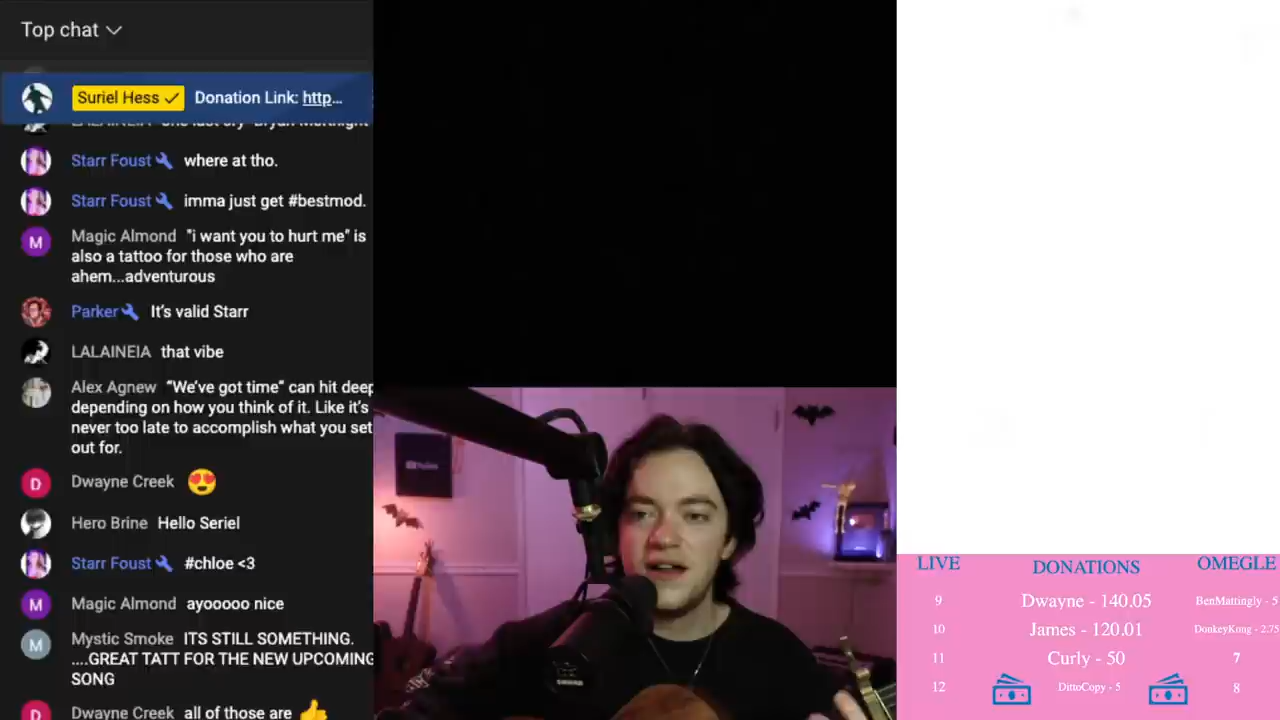 Top chat
Suriel Hess Donation Link: http...
LALAINEIA
Starr Foust where at tho.
Starr Foust imma just get #bestmod.
Magic Almond "i want you to hurt me" is
also a tattoo for those who are
ahem...adventurous
Parker It's valid Starr
LALAINEIA that vibe
Alex Agnew "We've got time" can hit deep
depending on how you think of it. Like it's
never too late to accomplish what you set
out for.
Dwayne Creek
Hero Brine Hello Seriel
Starr Foust #chloe <3
Magic Almond ayooooo nice
Mystic Smoke ITS STILL SOMETHING.
....GREAT TATT FOR THE NEW UPCOMING
SONG
Dwayne Creek all of those are
M
M
D
M
D
LIVE DONATIONS OMEGLE
9 Dwayne - 140.05 BenMattingly - 5
10 James - 120.01 DonkeyKong - 2.75
11 Curly - 50 7
12 DittoCopy - 5 8